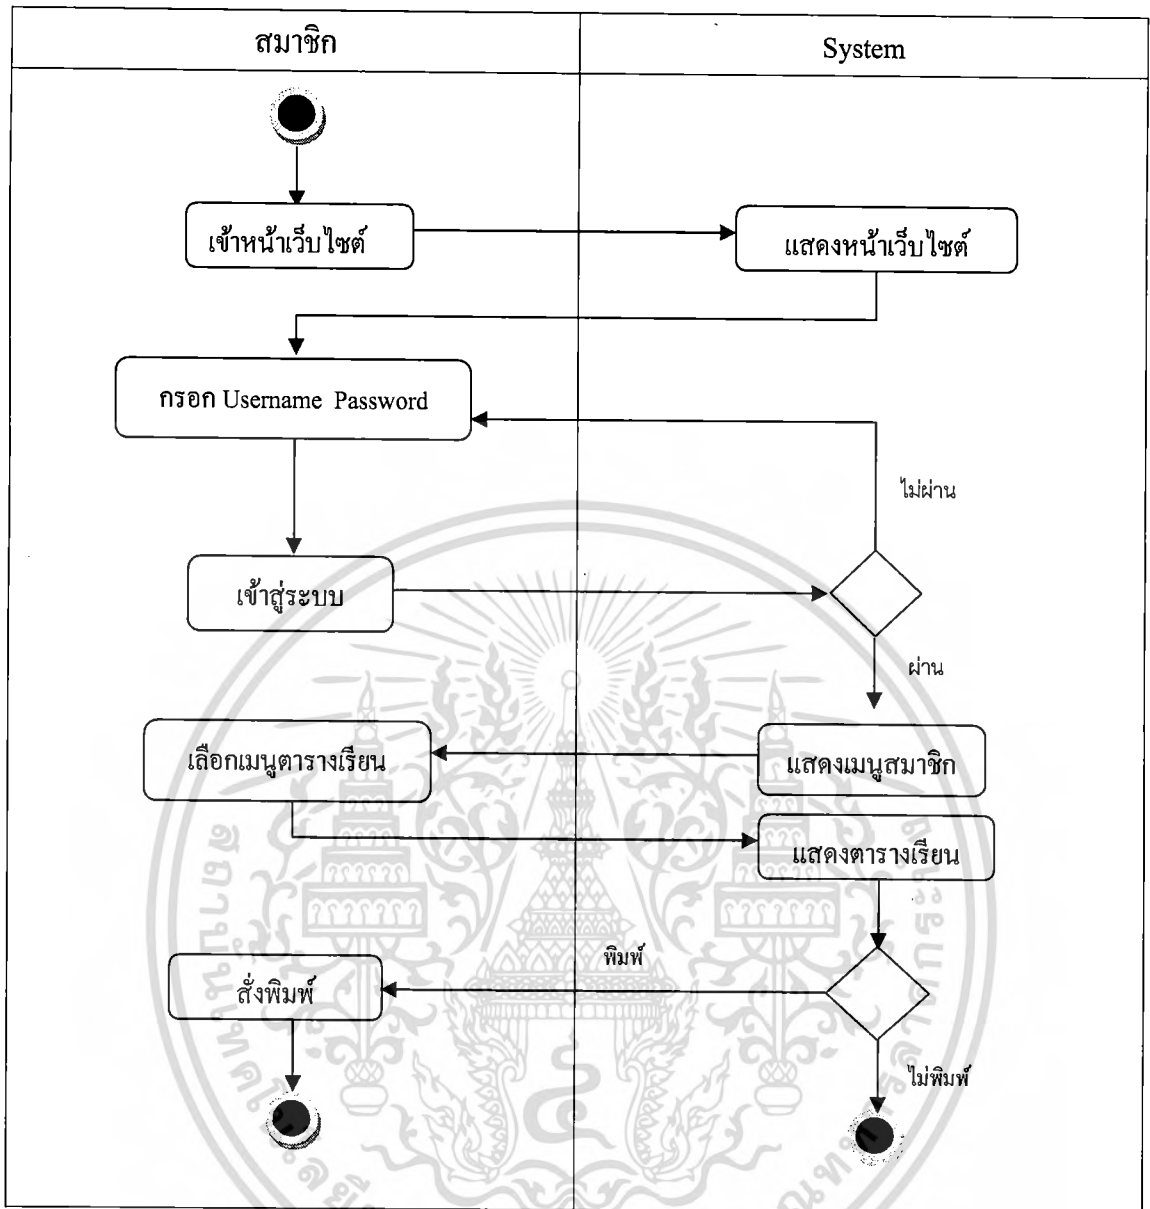 สมาชิก
System
เข้าหน้าเว็บไซต์
แสดงหน้าเว็บไซต์
กรอก Username Password
ไม่ผ่าน
เข้าสู่ระบบ
ผ่าน
เลือกเมนูตารางเรียน
แสดงเมนูสมาชิก
แสดงตารางเรียน
พิมพ์
สั่งพิมพ์
ไม่พิมพ์